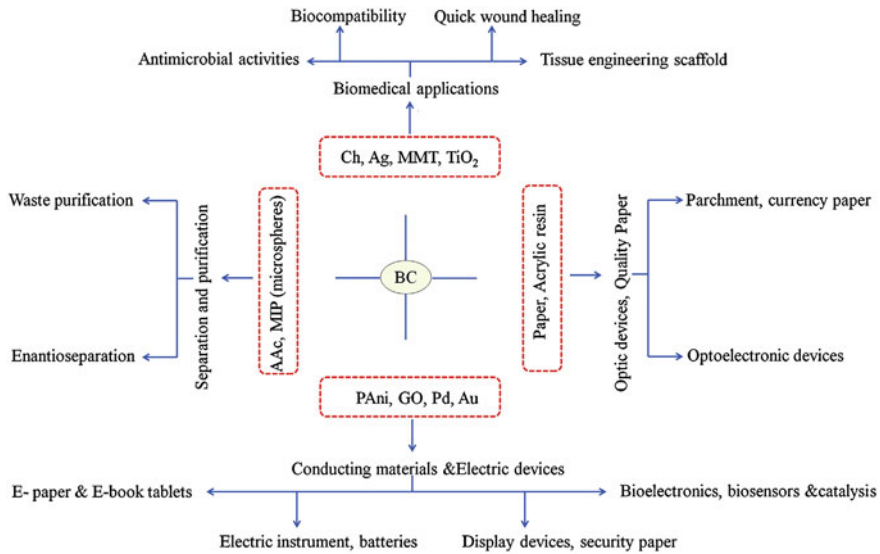 Biocompatibility
Quick wound healing
Antimicrobial activities
Tissue engineering scaffold
Biomedical applications
Ch, Ag, MMT, TiO₂
Waste purification
Enantioseparation
Separation and purification
AAc, MIP (microspheres)
BC
Paper, Acrylic resin
Optic devices, Quality Paper
Parchment, currency paper
Optoelectronic devices
PAni, GO, Pd, Au
Conducting materials &Electric devices
E- paper & E-book tablets
Bioelectronics, biosensors &catalysis
Electric instrument, batteries
Display devices, security paper